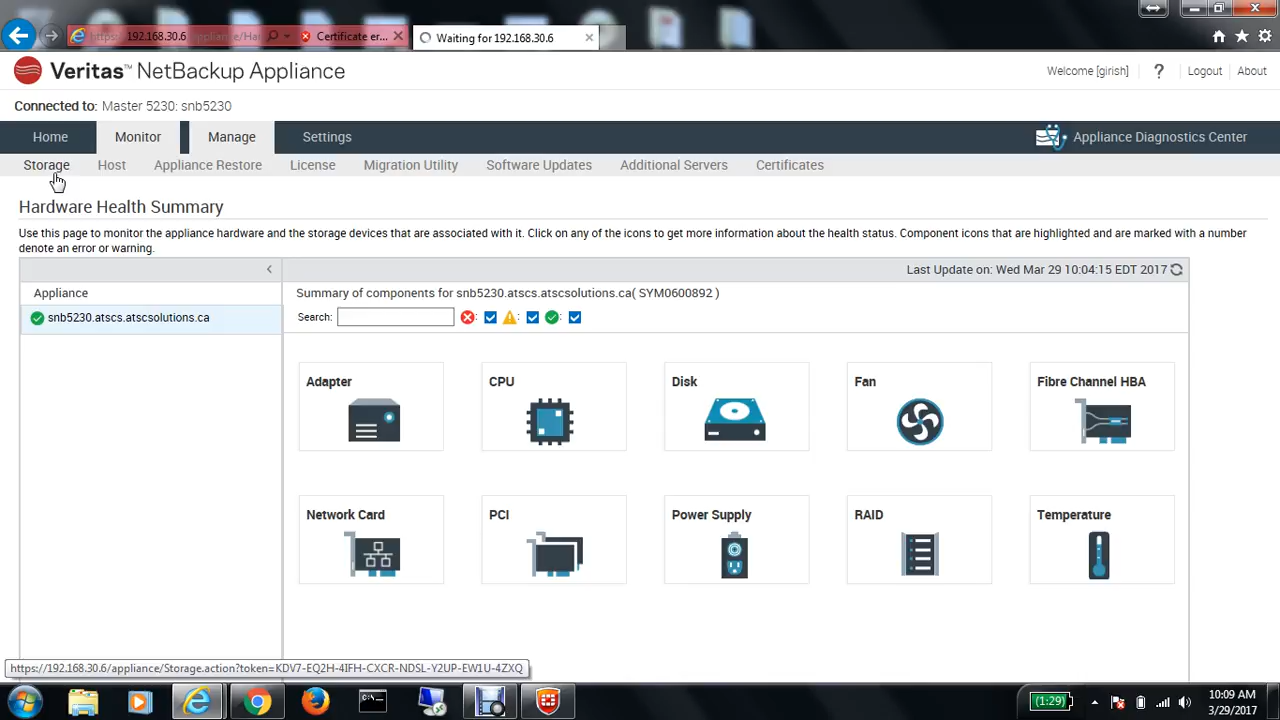 https://192.168.30.6/appliance/Har
Certificate er...
Waiting for 192.168.30.6
Veritas™ NetBackup Appliance
Welcome [girish]
?
Logout
About
Connected to: Master 5230: snb5230
Home
Monitor
Manage
Settings
Appliance Diagnostics Center
Storage
Host
Appliance Restore
License
Migration Utility
Software Updates
Additional Servers
Certificates
Hardware Health Summary
Use this page to monitor the appliance hardware and the storage devices that are associated with it. Click on any of the icons to get more information about the health status. Component icons that are highlighted and are marked with a number
denote an error or warning.
Last Update on: Wed Mar 29 10:04:15 EDT 2017
Appliance
Summary of components for snb5230.atscs.atscsolutions.ca( SYM0600892 )
snb5230.atscs.atscsolutions.ca
Search:
Adapter
CPU
Disk
Fan
Fibre Channel HBA
Network Card
PCI
Power Supply
RAID
Temperature
https://192.168.30.6/appliance/Storage.action?token=KDV7-EQ2H-4IFH-CXCR-NDSL-Y2UP-EW1U-4ZXQ
(1:29)
10:09 AM
3/29/2017